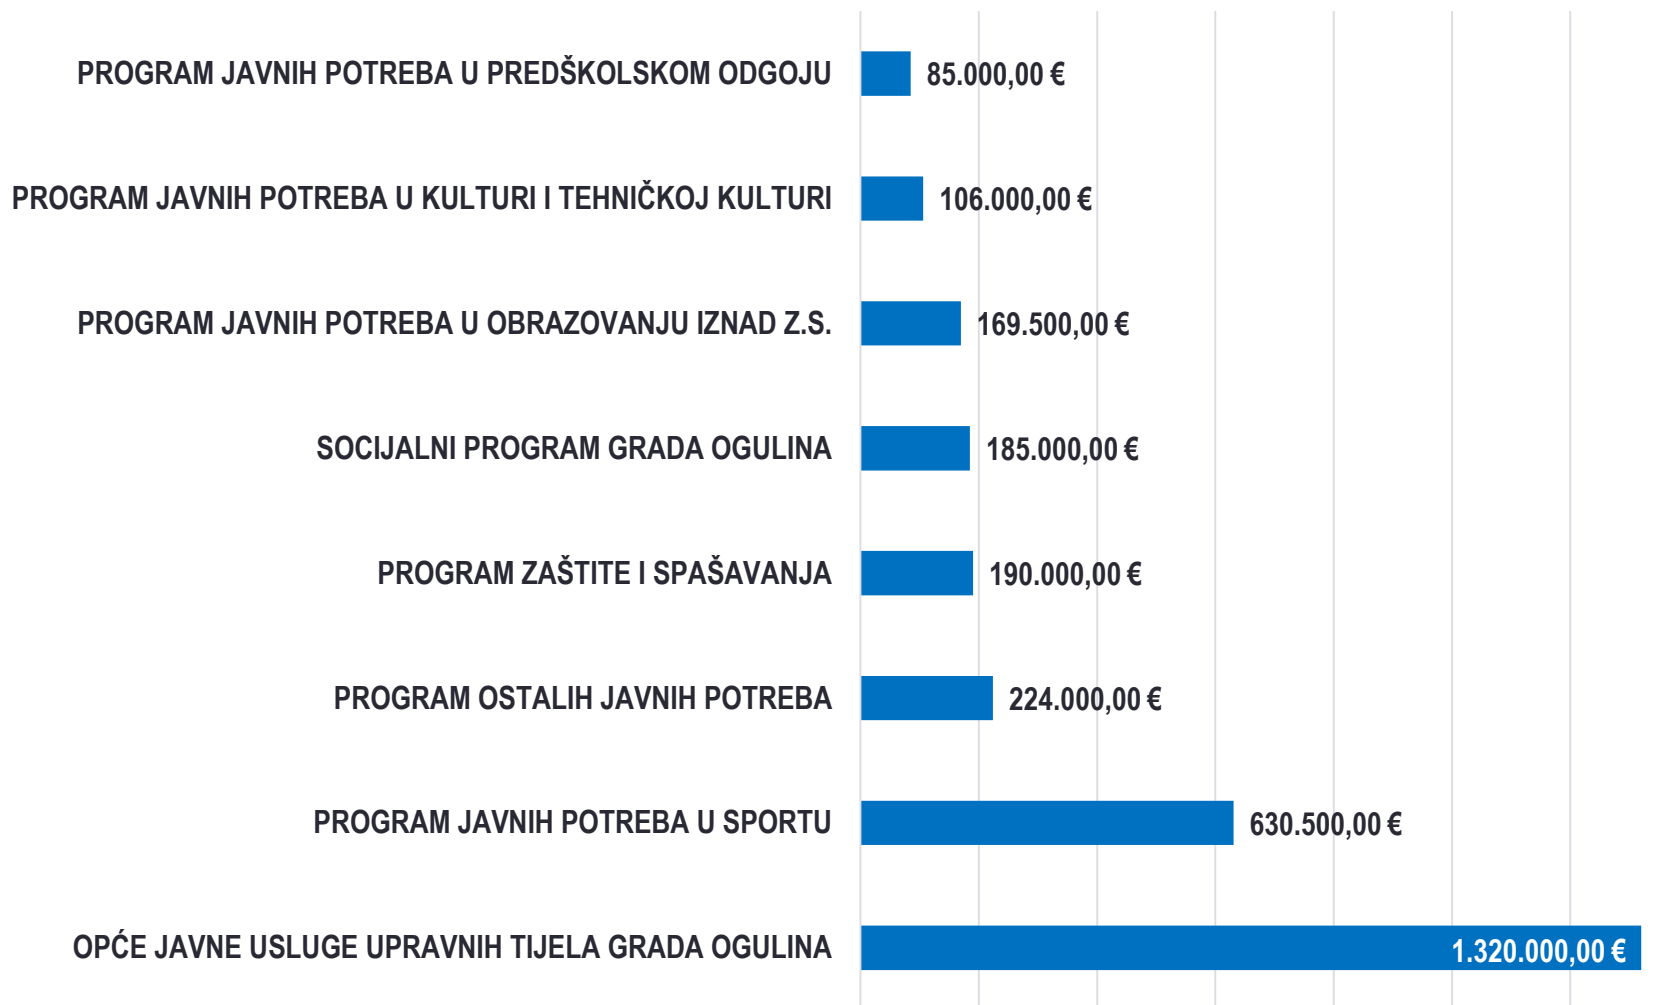 PROGRAM JAVNIH POTREBA U PREDŠKOLSKOM ODGOJU 85.000,00 €
PROGRAM JAVNIH POTREBA U KULTURI I TEHNIČKOJ KULTURI 106.000,00 €
PROGRAM JAVNIH POTREBA U OBRAZOVANJU IZNAD Z.S. 169.500,00 €
SOCIJALNI PROGRAM GRADA OGULINA 185.000,00 €
PROGRAM ZAŠTITE I SPAŠAVANJA 190.000,00 €
PROGRAM OSTALIH JAVNIH POTREBA 224.000,00 €
PROGRAM JAVNIH POTREBA U SPORTU 630.500,00 €
OPĆE JAVNE USLUGE UPRAVNIH TIJELA GRADA OGULINA 1.320.000,00 €